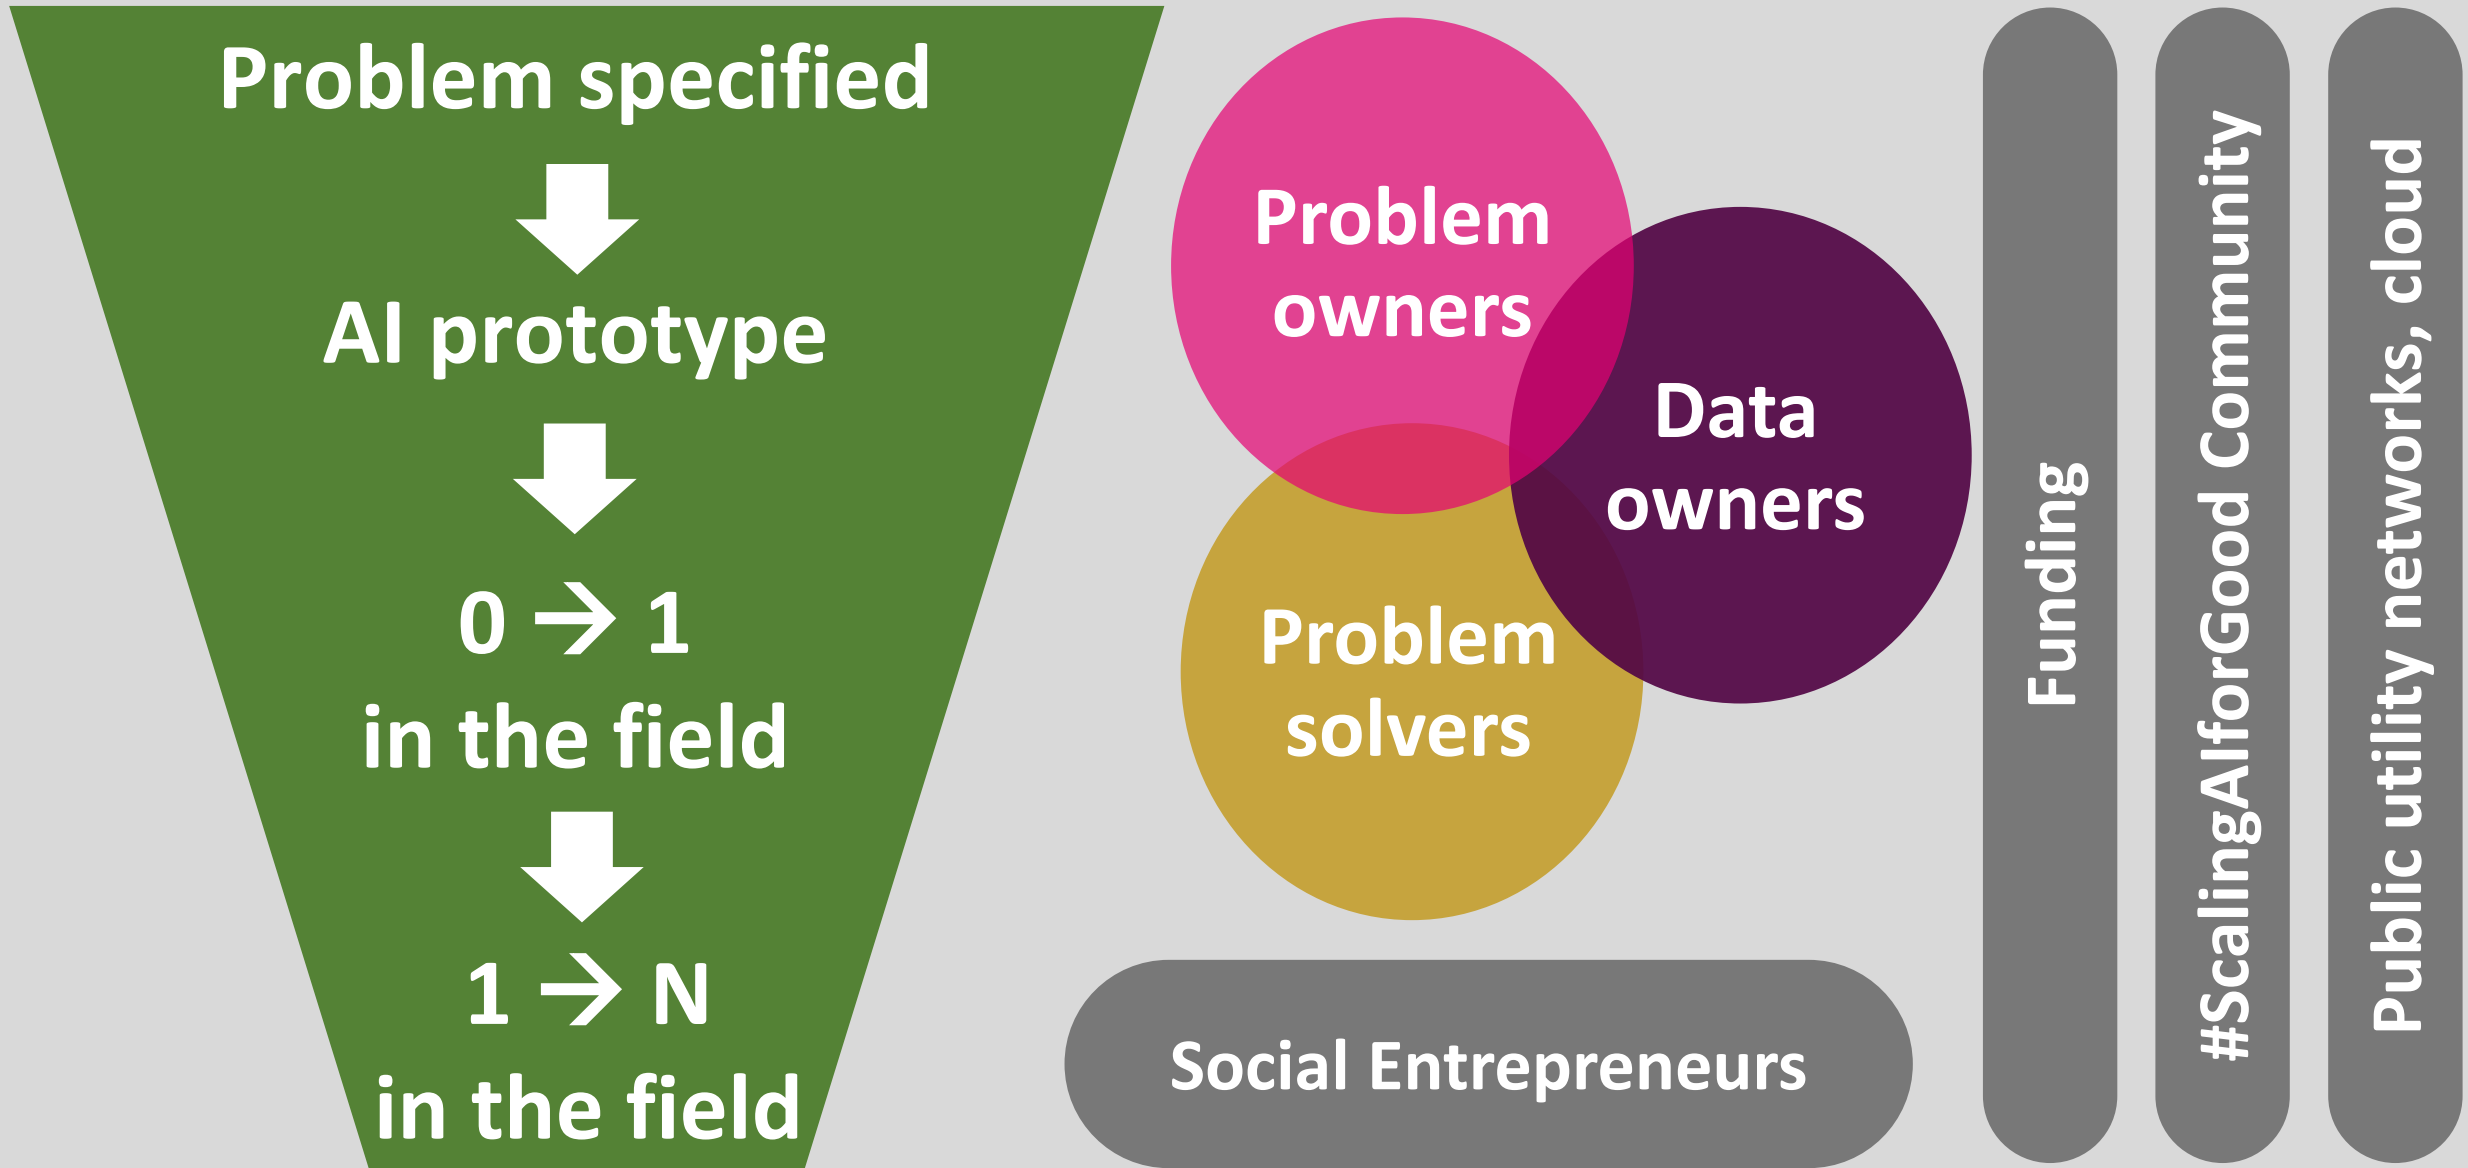 Problem specified
AI prototype
0 → 1
in the field
1 → N
in the field
Problem
owners
Data
owners
Problem
solvers
Social Entrepreneurs
Funding
#ScalingAIforGood Community
Public utility networks, cloud